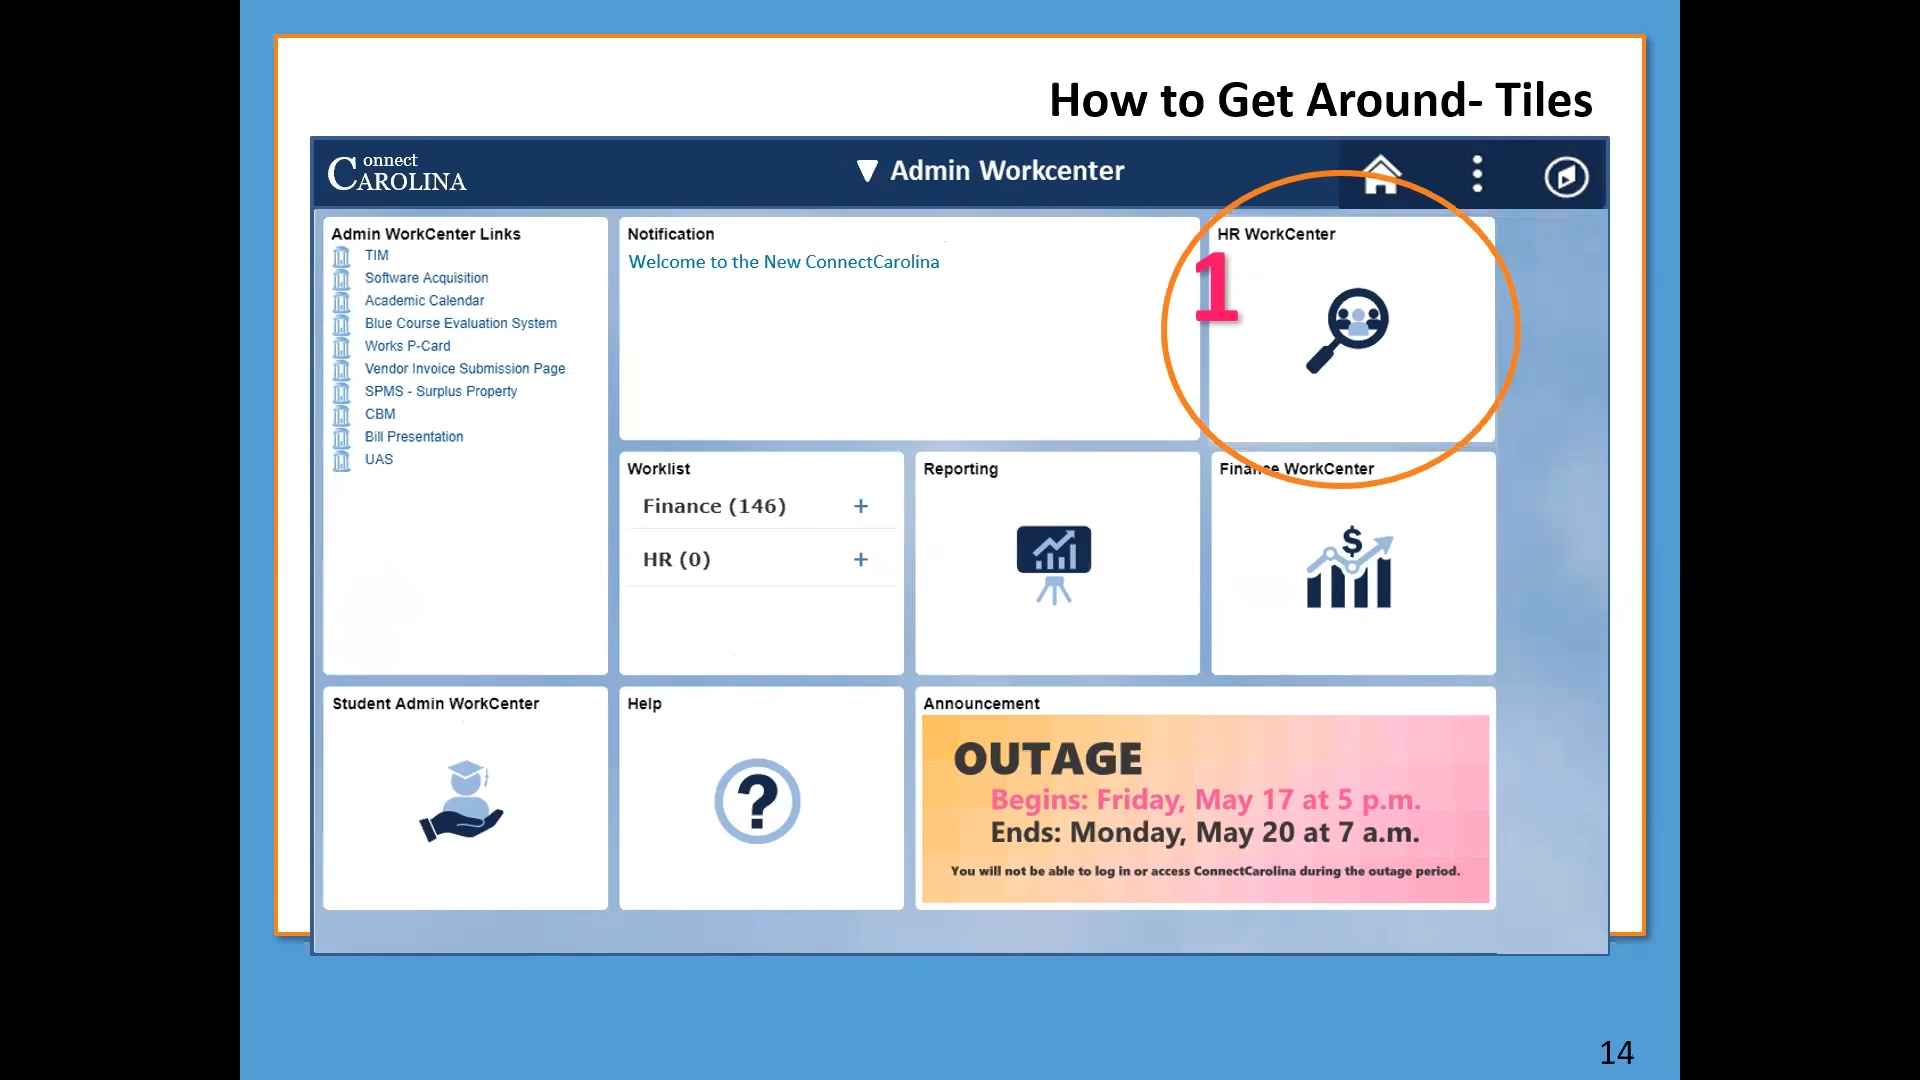 How to Get Around- Tiles
Connect
CAROLINA
Admin Workcenter
Admin WorkCenter Links
TIM
Software Acquisition
Academic Calendar
Blue Course Evaluation System
Works P-Card
Vendor Invoice Submission Page
SPMS - Surplus Property
CBM
Bill Presentation
UAS
Notification
Welcome to the New ConnectCarolina
HR WorkCenter
1
Worklist
Finance (146) +
HR (0) +
Reporting
Finance WorkCenter
$
Student Admin WorkCenter
Help
?
Announcement
OUTAGE
Begins: Friday, May 17 at 5 p.m.
Ends: Monday, May 20 at 7 a.m.
You will not be able to log in or access ConnectCarolina during the outage period.
14